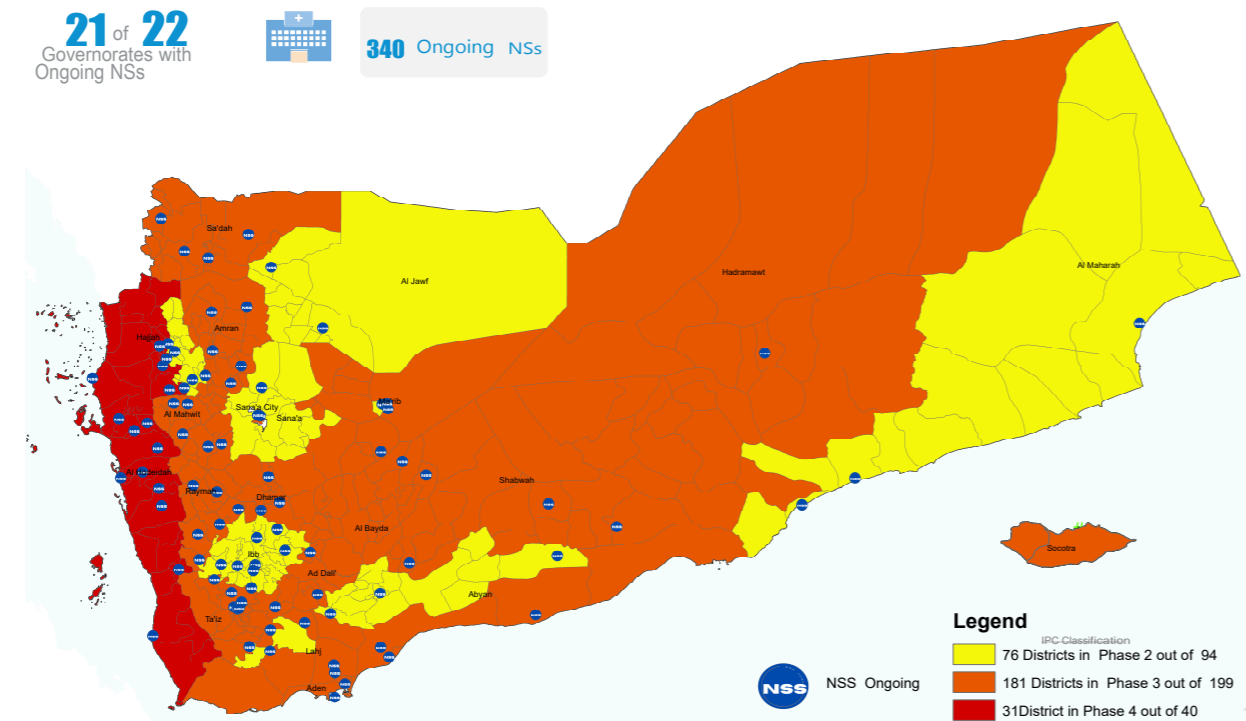 21 of 22
Governorates with
Ongoing NSs
340 Ongoing NSs
Sa'dah
Al Jawf
Hadramawt
Al Maharah
Amran
Hajjah
Al Mahwit
Sana'a City
Sana'a
Marib
Al Hudaydah
Raymah
Dhamar
Shabwah
Al Bayda
Ibb
Ad Dali'
Abyan
Ta'iz
Lahj
Aden
Socotra
NSS
NSS Ongoing
Legend
IPC Classification
76 Districts in Phase 2 out of 94
181 Districts in Phase 3 out of 199
31District in Phase 4 out of 40